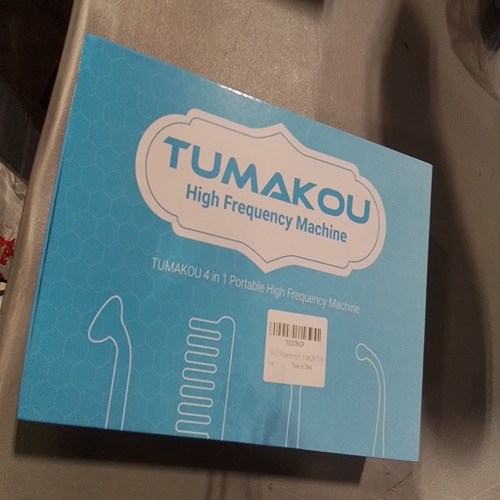 TUMAKOU
High Frequency Machine
TUMAKOU 4 in 1 Portable High Frequency Machine